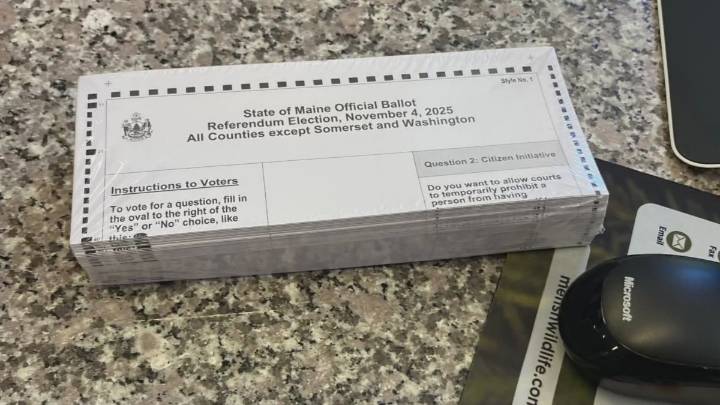 Style No. 1
State of Maine Official Ballot
Referendum Election, November 4, 2025
All Counties except Somerset and Washington
Instructions to Voters
To vote for a question, fill in
the oval to the right of the
"Yes" or "No" choice, like
this:
Question 2: Citizen Initiative
Do you want to allow courts
to temporarily prohibit a
person from having
Email
Fax
Microsoft
menshwildlife.com